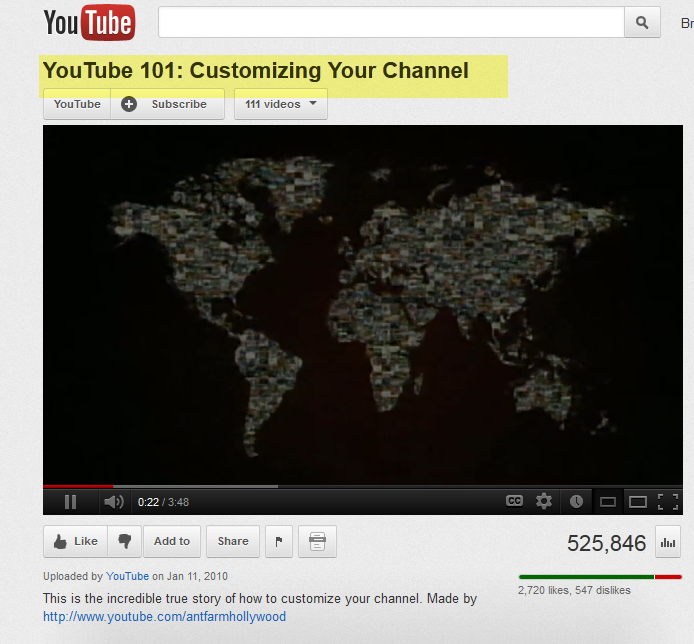 YouTube
Br
YouTube 101: Customizing Your Channel
YouTube Subscribe 111 videos
0:22 / 3:48 CC
Like Add to Share 525,846
Uploaded by YouTube on Jan 11, 2010
2,720 likes, 547 dislikes
This is the incredible true story of how to customize your channel. Made by
http://www.youtube.com/antfarmhollywood